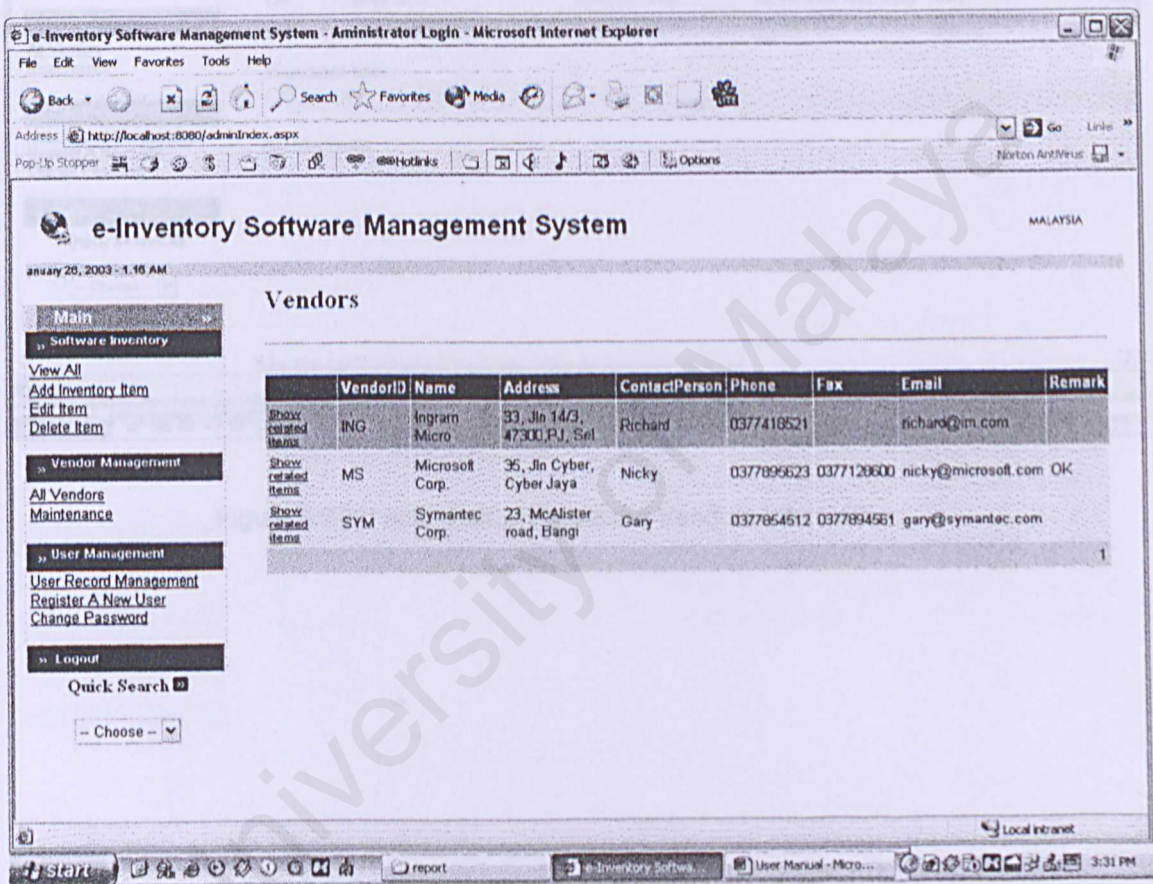 e-Inventory Software Management System - Aministrator Login - Microsoft Internet Explorer
File Edit View Favorites Tools Help
Back Search Favorites Media
Address http://localhost:8080/adminIndex.aspx Go Links »
Pop-Up Stopper Hotlinks Options Norton AntiVirus
e-Inventory Software Management System
MALAYSIA
anuary 28, 2003 - 1.16 AM
Vendors
Main »
» Software Inventory
View All
Add Inventory Item
Edit Item
Delete Item
» Vendor Management
All Vendors
Maintenance
» User Management
User Record Management
Register A New User
Change Password
» Logout
Quick Search
-- Choose --
VendorID Name Address ContactPerson Phone Fax Email Remark
Show related items ING Ingram Micro 33, Jln 14/3, 47300,PJ, Sel Richard 0377418521 richard@im.com
Show related items MS Microsoft Corp. 35, Jln Cyber, Cyber Jaya Nicky 0377895623 0377128600 nicky@microsoft.com OK
Show related items SYM Symantec Corp. 23, McAlister road, Bangi Gary 0377854512 0377894561 gary@symantec.com
1
Local intranet
start report e-Inventory Softwa... User Manual - Micro... 3:31 PM
University of Malaya